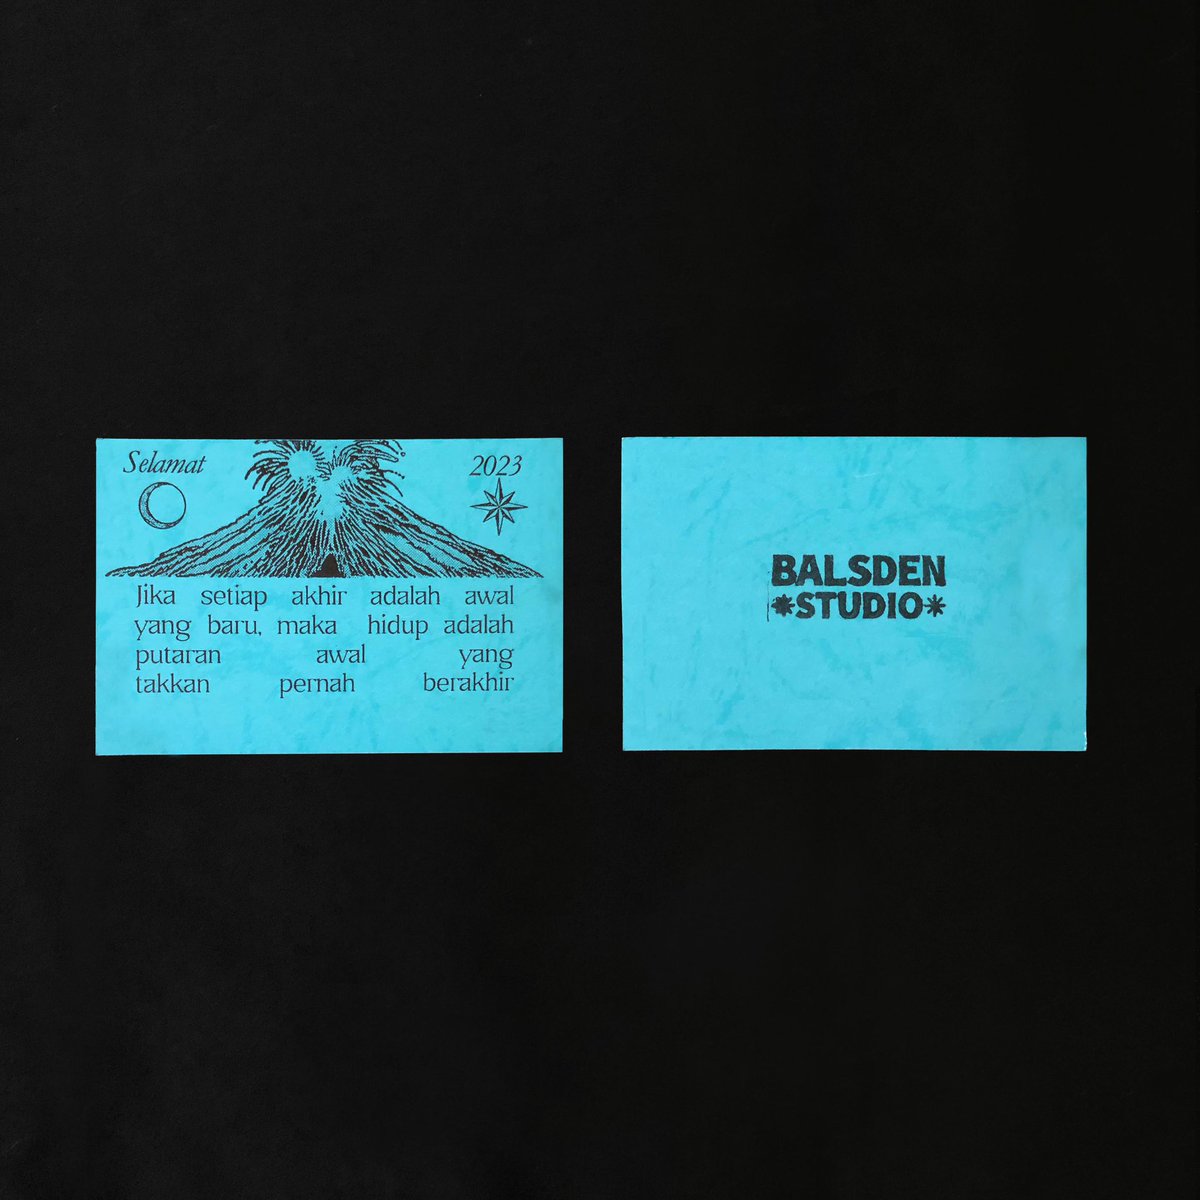 Selamat
2023
Jika setiap akhir adalah awal
yang baru, maka hidup adalah
putaran awal yang
takkan pernah berakhir
BALSDEN
*STUDIO*